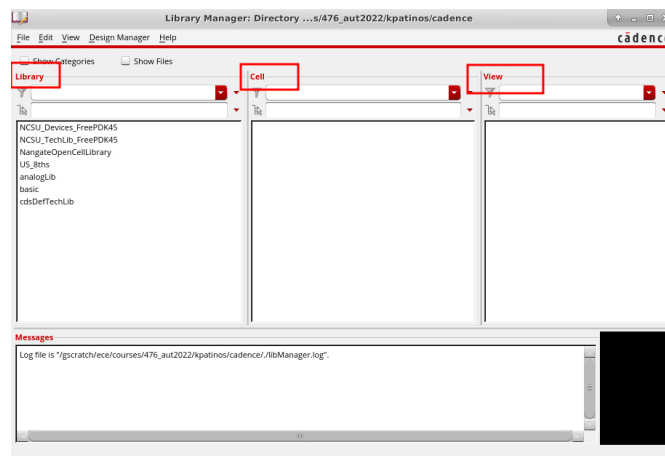 Library Manager: Directory ...s/476_aut2022/kpatinos/cadence
File Edit View Design Manager Help
cādence
Show Categories Show Files
Library
Cell
View
NCSU_Devices_FreePDK45
NCSU_TechLib_FreePDK45
NangateOpenCellLibrary
US_8ths
analogLib
basic
cdsDefTechLib
Messages
Log file is "/gscratch/ece/courses/476_aut2022/kpatinos/cadence/./libManager.log".